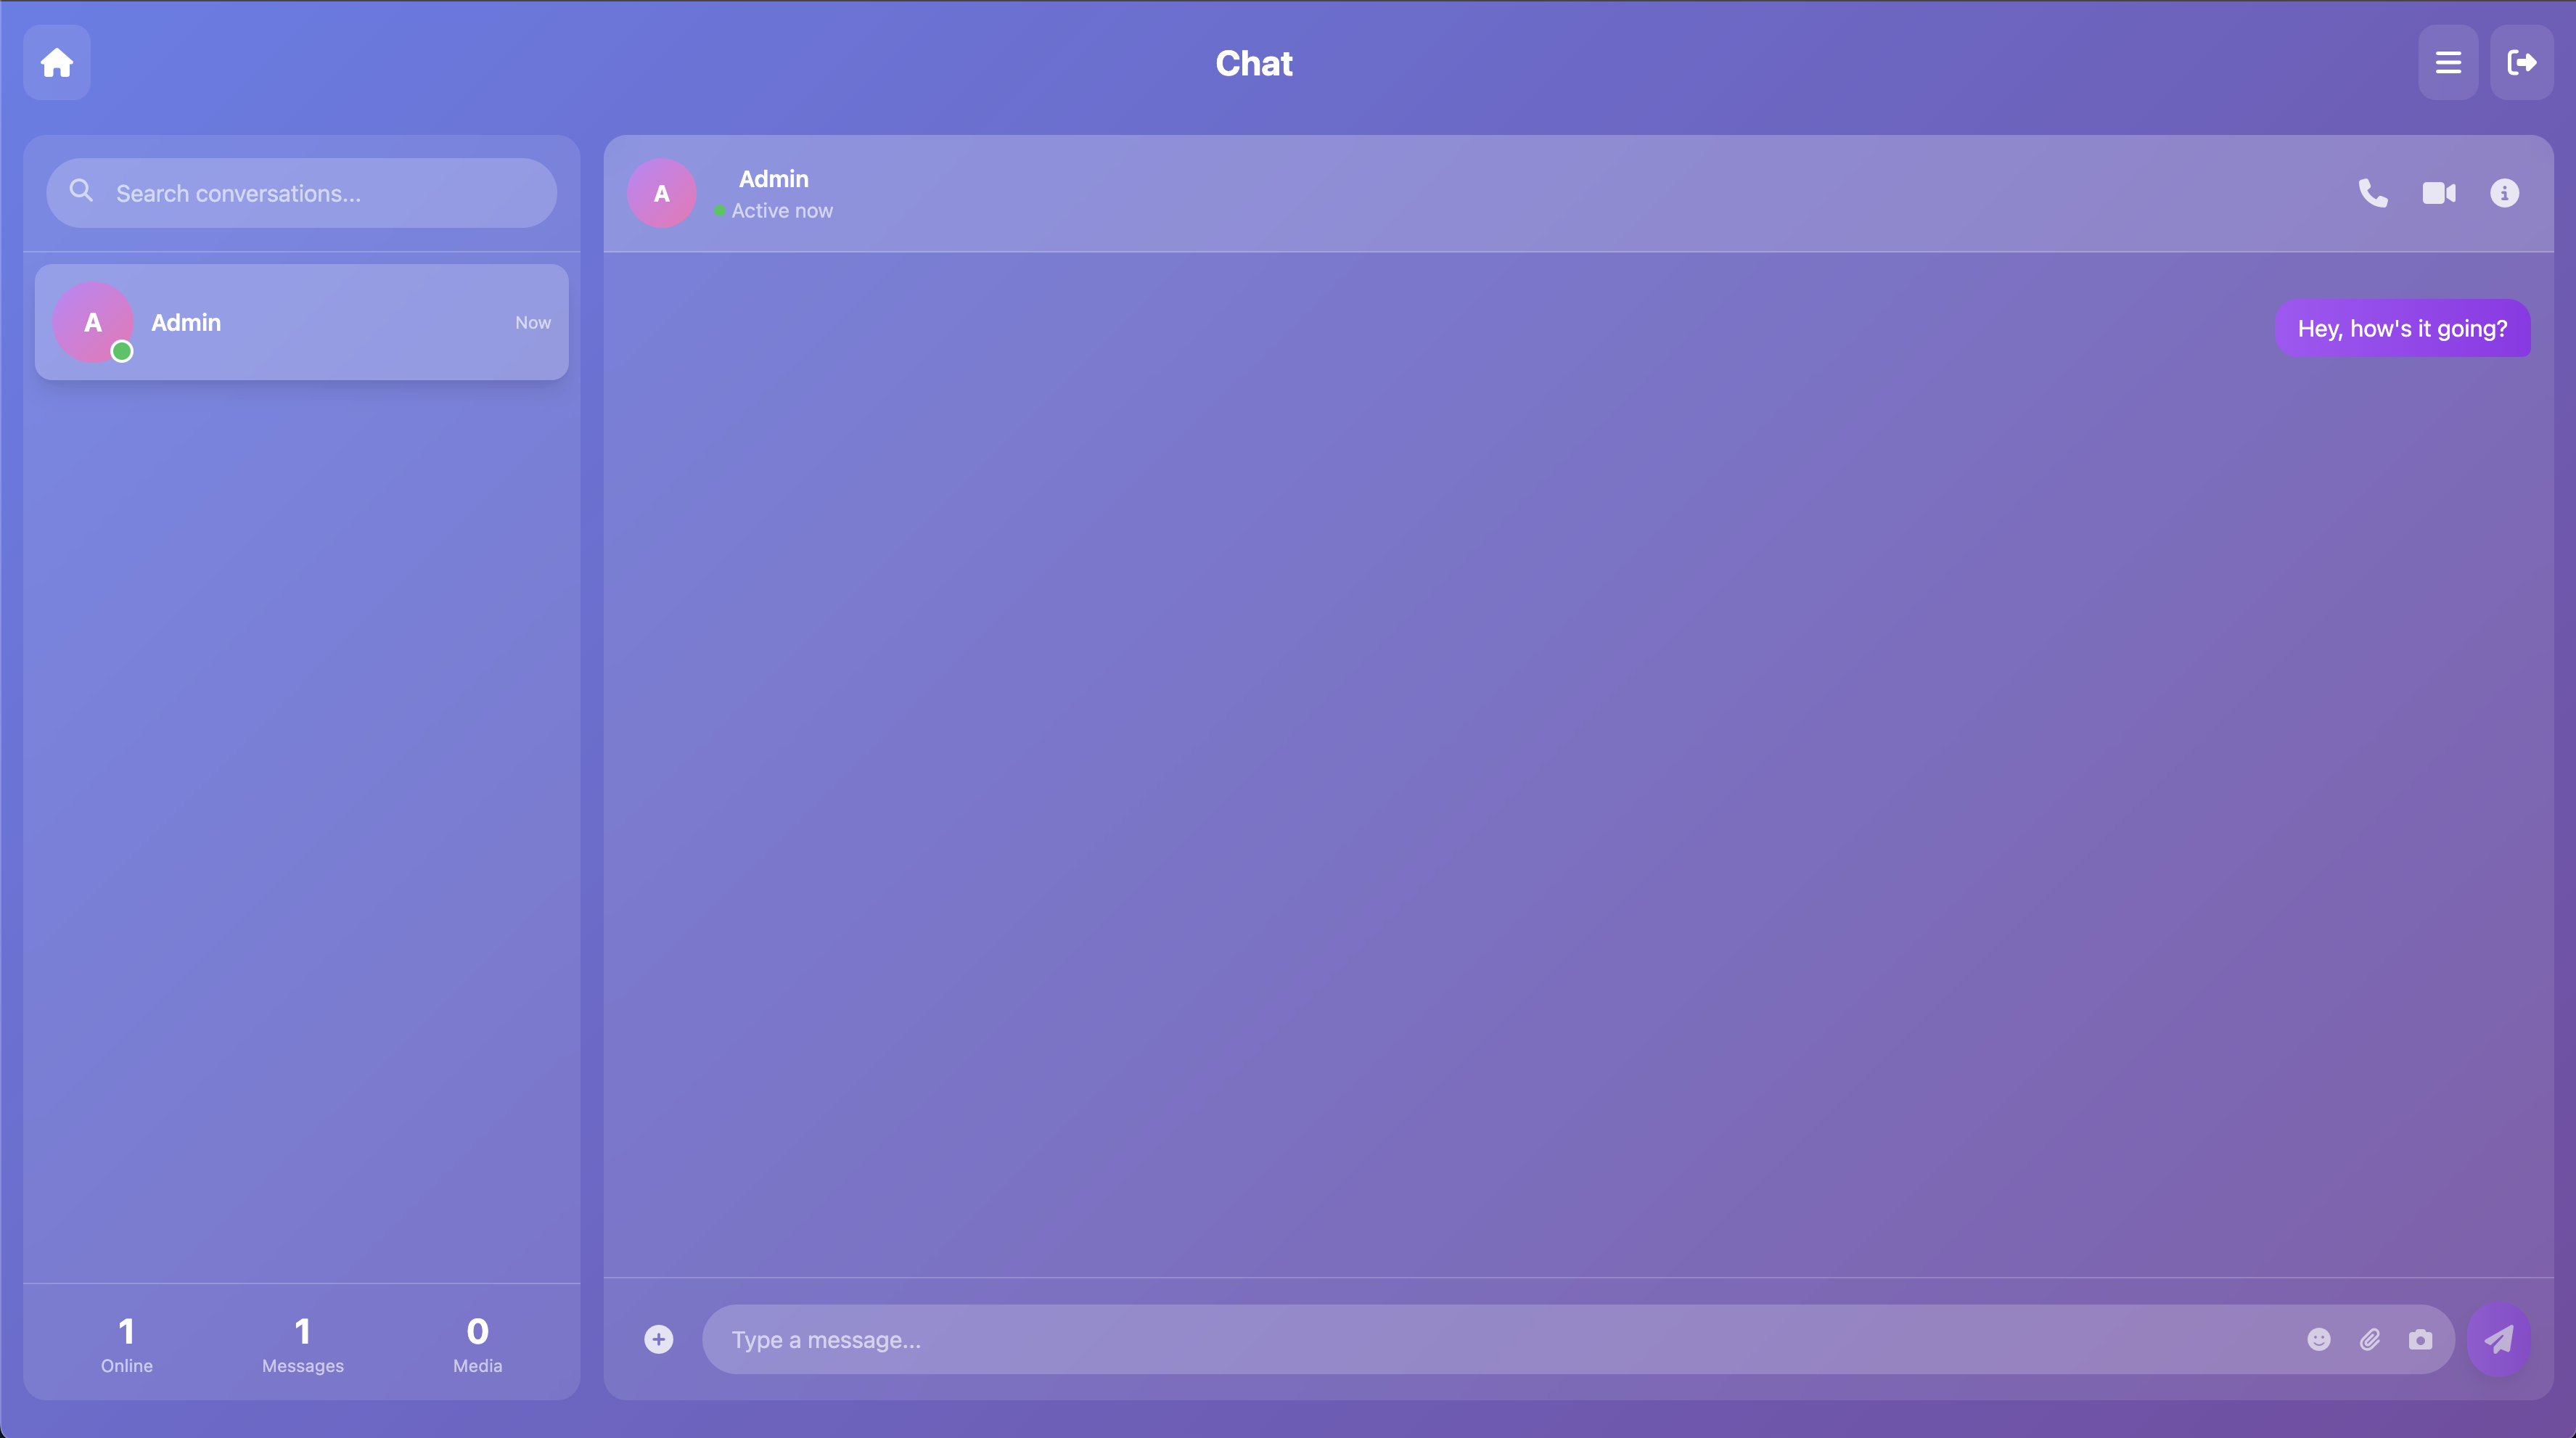 Chat
Search conversations...
A
Admin
Now
1
Online
1
Messages
0
Media
A
Admin
Active now
Hey, how's it going?
Type a message...